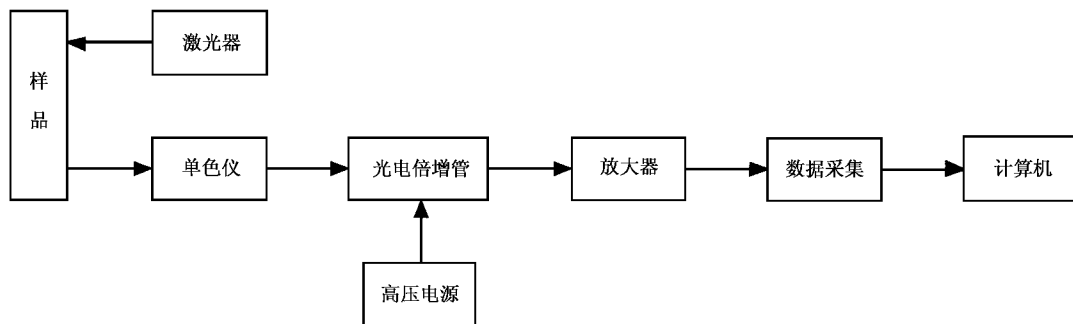 激光器
样
品
单色仪
光电倍增管
放大器
数据采集
计算机
高压电源